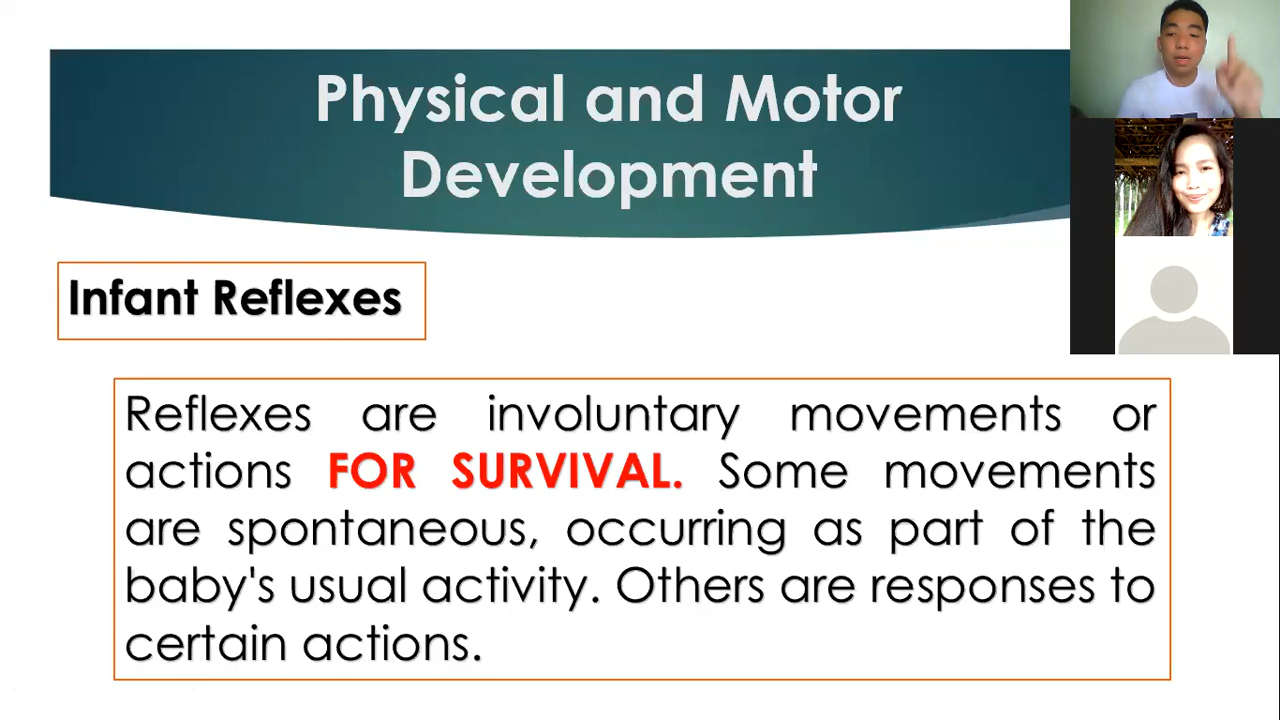 Physical and Motor
Development
Infant Reflexes
Reflexes are involuntary movements or
actions FOR SURVIVAL. Some movements
are spontaneous, occurring as part of the
baby's usual activity. Others are responses to
certain actions.